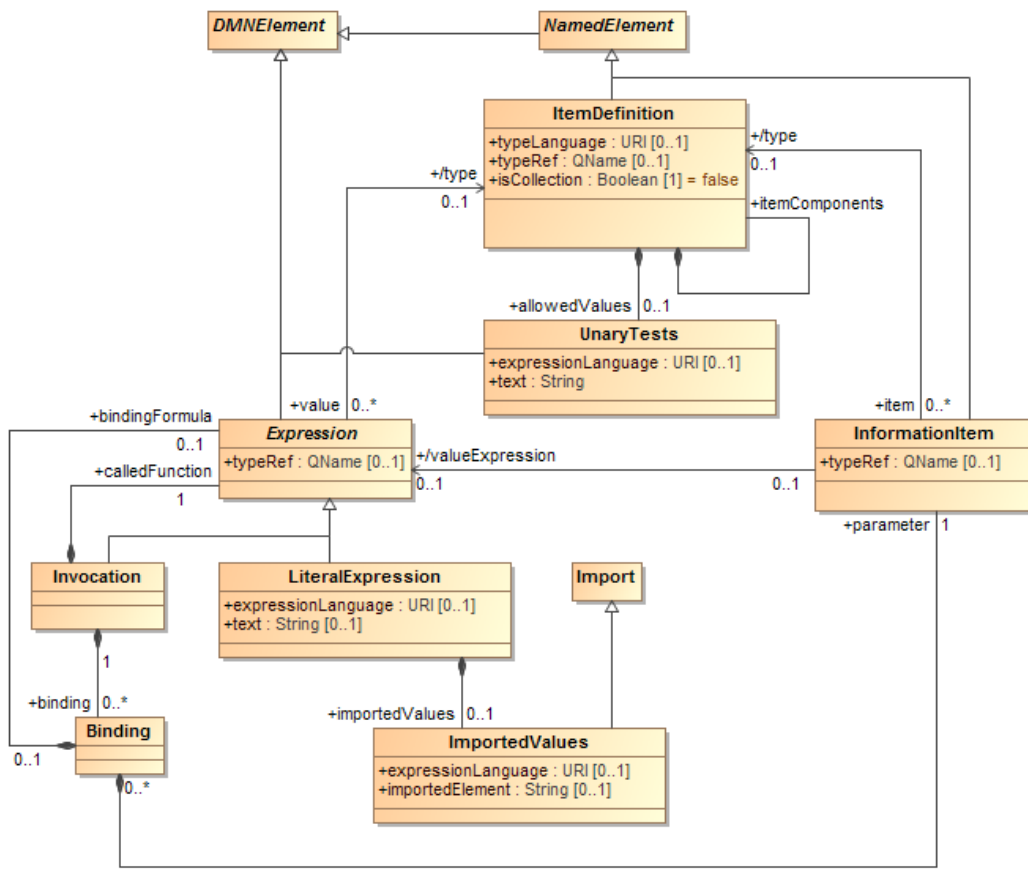 DMNElement
NamedElement
ItemDefinition
+typeLanguage : URI [0..1]
+typeRef : QName [0..1]
+isCollection : Boolean [1] = false
+/type
0..1
+/type
0..1
+itemComponents
+allowedValues
0..1
UnaryTests
+expressionLanguage : URI [0..1]
+text : String
+value
0..*
+item
0..*
+bindingFormula
0..1
Expression
+typeRef : QName [0..1]
InformationItem
+typeRef : QName [0..1]
+calledFunction
1
+/valueExpression
0..1
0..1
+parameter
1
Invocation
LiteralExpression
+expressionLanguage : URI [0..1]
+text : String [0..1]
Import
1
+binding
0..*
+importedValues
0..1
Binding
0..1
0..*
ImportedValues
+expressionLanguage : URI [0..1]
+importedElement : String [0..1]